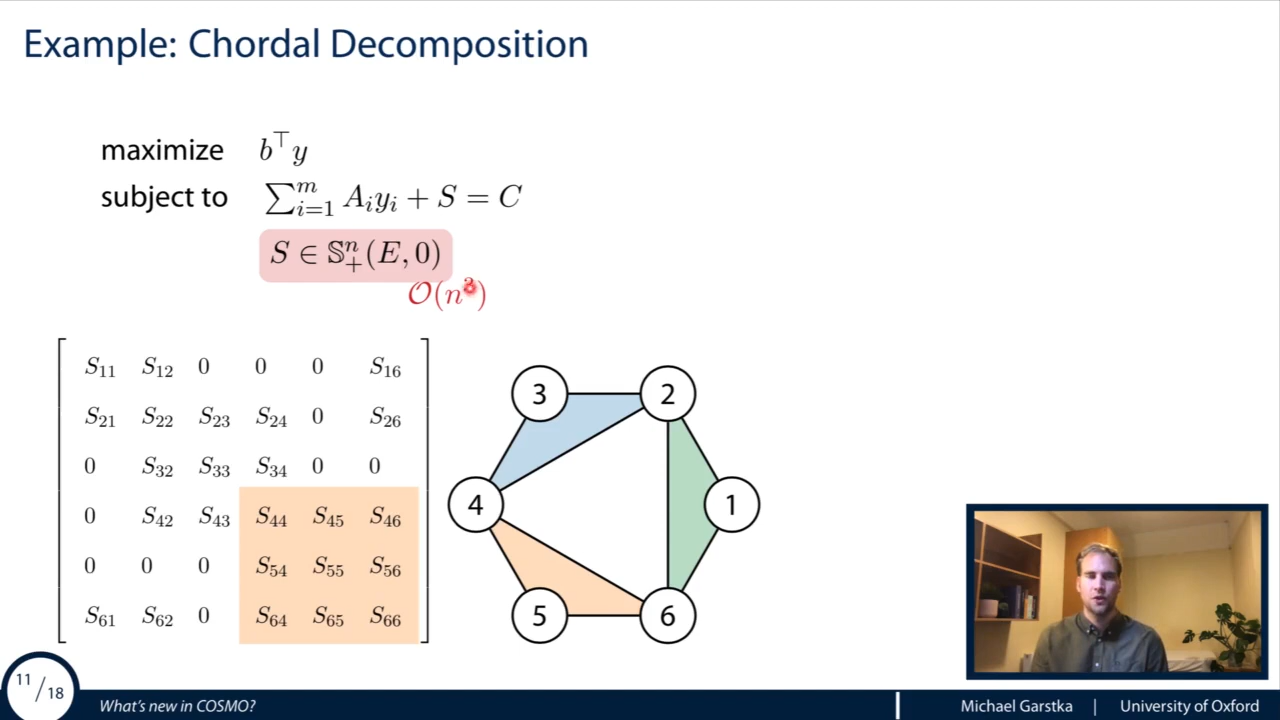 Example: Chordal Decomposition
maximize b⊤y
subject to ∑ᵐᵢ₌₁ Aᵢyᵢ + S = C
S ∈ 𝕊ⁿ₊(E, 0)
𝒪(n³)
S₁₁ S₁₂ 0 0 0 S₁₆
S₂₁ S₂₂ S₂₃ S₂₄ 0 S₂₆
0 S₃₂ S₃₃ S₃₄ 0 0
0 S₄₂ S₄₃ S₄₄ S₄₅ S₄₆
0 0 0 S₅₄ S₅₅ S₅₆
S₆₁ S₆₂ 0 S₆₄ S₆₅ S₆₆
3 2
4 1
5 6
11/18
What's new in COSMO?
Michael Garstka | University of Oxford